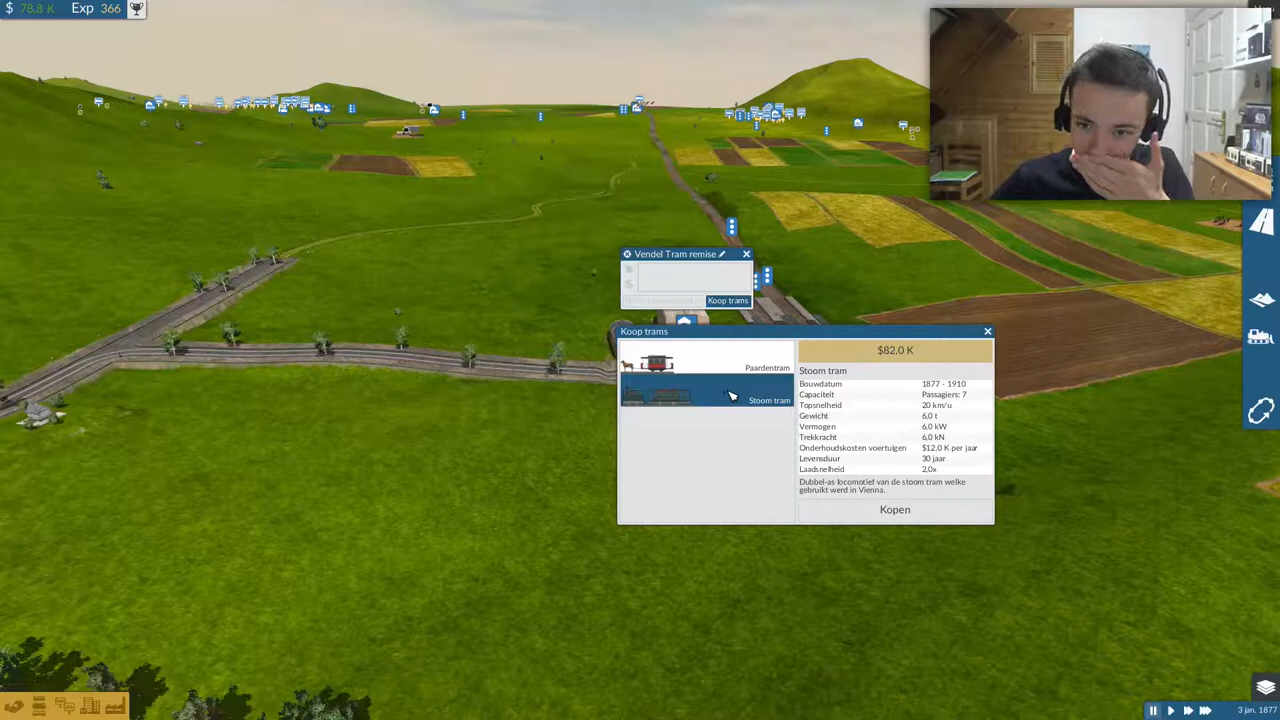 $ 78.8 K Exp 366
Vendel Tram remise
Koop trams
Koop trams
Paardentram
Stoom tram
$82,0 K
Stoom tram
Bouwdatum 1877 - 1910
Capaciteit Passagiers: 7
Topsnelheid 20 km/u
Gewicht 6,0 t
Vermogen 6,0 kW
Trekkracht 6,0 kN
Onderhoudskosten voertuigen $12,0 K per jaar
Levensduur 30 jaar
Laadsnelheid 2,0x
Dubbel-as locomotief van de stoom tram welke
gebruikt werd in Vienna.
Kopen
3 jan. 1877